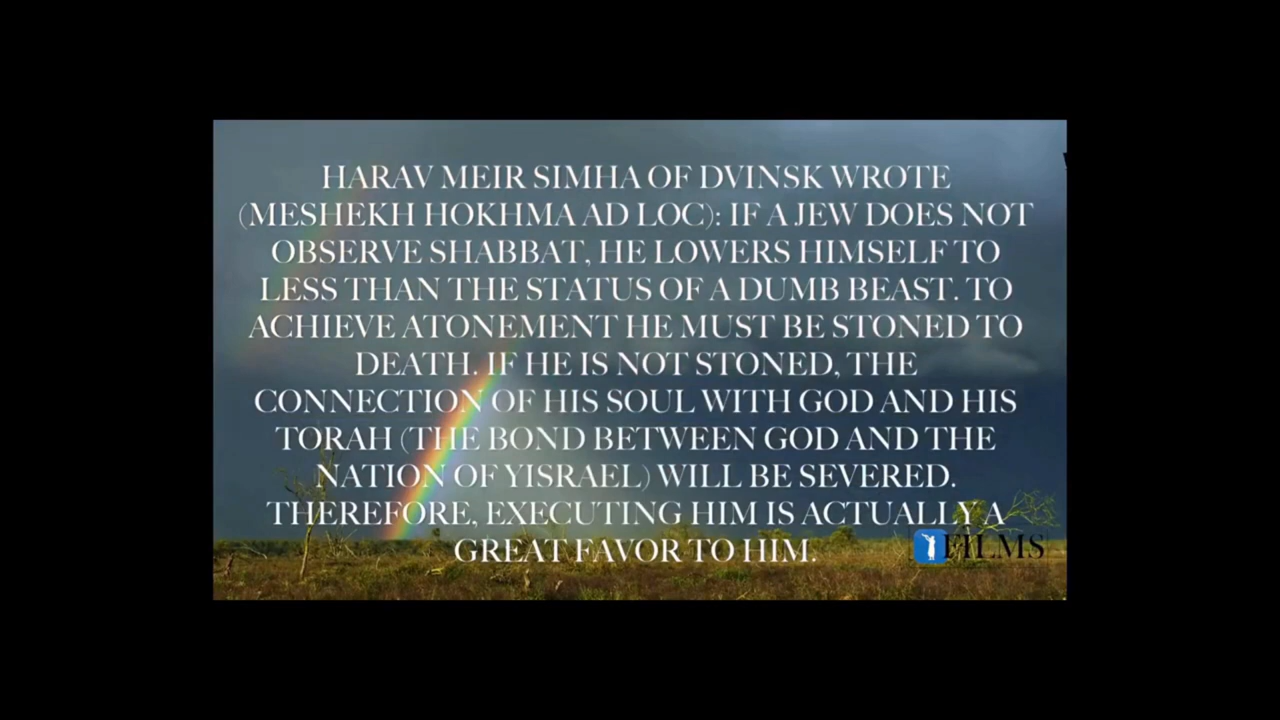 HARAV MEIR SIMHA OF DVINSK WROTE
(MESHEKH HOKHMA AD LOC): IF A JEW DOES NOT
OBSERVE SHABBAT, HE LOWERS HIMSELF TO
LESS THAN THE STATUS OF A DUMB BEAST. TO
ACHIEVE ATONEMENT HE MUST BE STONED TO
DEATH. IF HE IS NOT STONED, THE
CONNECTION OF HIS SOUL WITH GOD AND HIS
TORAH (THE BOND BETWEEN GOD AND THE
NATION OF YISRAEL) WILL BE SEVERED.
THEREFORE, EXECUTING HIM IS ACTUALLY A
GREAT FAVOR TO HIM.
FILMS